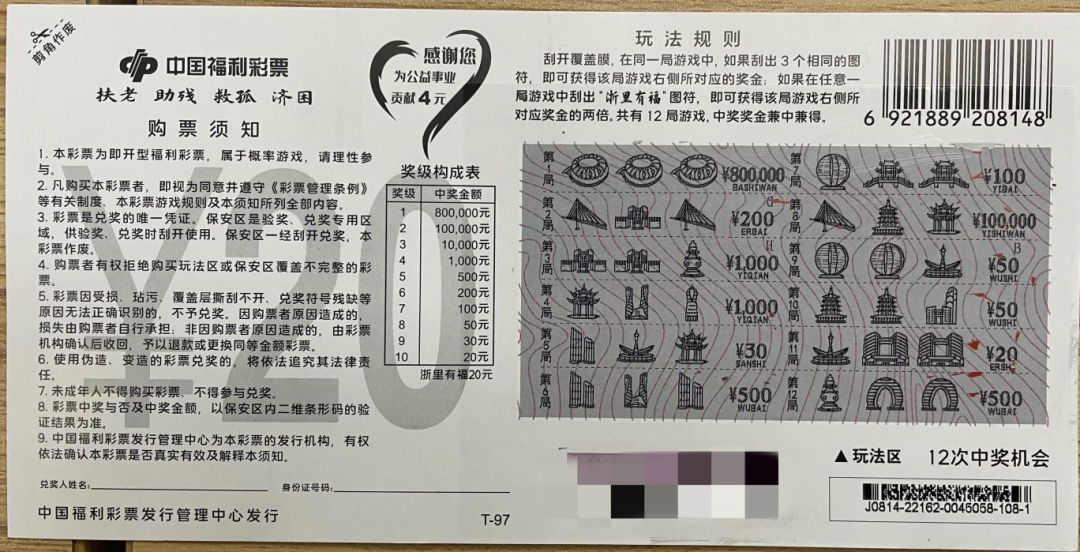 剪角作废
中国福利彩票
扶老 助残 救孤 济困
感谢您
为公益事业
贡献4元
购票须知
1. 本彩票为即开型福利彩票，属于概率游戏，请理性参
与。
2. 凡购买本彩票者，即视为同意并遵守《彩票管理条例》
等有关制度、本彩票游戏规则及本须知所列全部内容。
3. 彩票是兑奖的唯一凭证。保安区是验奖、兑奖专用区
域，供验奖、兑奖时刮开使用。保安区一经刮开兑奖，本
彩票作废。
4. 购票者有权拒绝购买玩法区或保安区覆盖不完整的彩
票。
5. 彩票因受损、玷污、覆盖层撕刮不开、兑奖符号残缺等
原因无法正确识别的，不予兑奖。因购票者原因造成的，
损失由购票者自行承担；非因购票者原因造成的，由彩票
机构确认后收回，予以退款或更换同等金额彩票。
6. 使用伪造、变造的彩票兑奖的，将依法追究其法律责
任。
7. 未成年人不得购买彩票、不得参与兑奖。
8. 彩票中奖与否及中奖金额，以保安区内二维条形码的验
证结果为准。
9. 中国福利彩票发行管理中心为本彩票的发行机构，有权
依法确认本彩票是否真实有效及解释本须知。
¥20
兑奖人姓名：
身份证号码：
中国福利彩票发行管理中心发行
T-97
奖级构成表
奖级 中奖金额
1 800,000元
2 100,000元
3 10,000元
4 1,000元
5 500元
6 200元
7 100元
8 50元
9 30元
10 20元
浙里有福20元
玩法规则
刮开覆盖膜，在同一局游戏中，如果刮出3个相同的图
符，即可获得该局游戏右侧所对应的奖金；如果在任意一
局游戏中刮出“浙里有福”图符，即可获得该局游戏右侧所
对应奖金的两倍。共有12局游戏，中奖奖金兼中兼得。
6 921889 208148
第1局 ¥800,000
BASHIWAN
第2局 ¥200
ERBAI
第3局 ¥1,000
YIQIAN
第4局 ¥1,000
YIQIAN
第5局 ¥30
SANSHI
第6局 ¥500
WUBAI
第7局 ¥100
YIBAI
第8局 ¥100,000
YISHIWAN
第9局 ¥50
WUSHI
第10局 ¥50
WUSHI
第11局 ¥20
ERSHI
第12局 ¥500
WUBAI
▲玩法区 12次中奖机会
J0814-22162-0045058-108-1